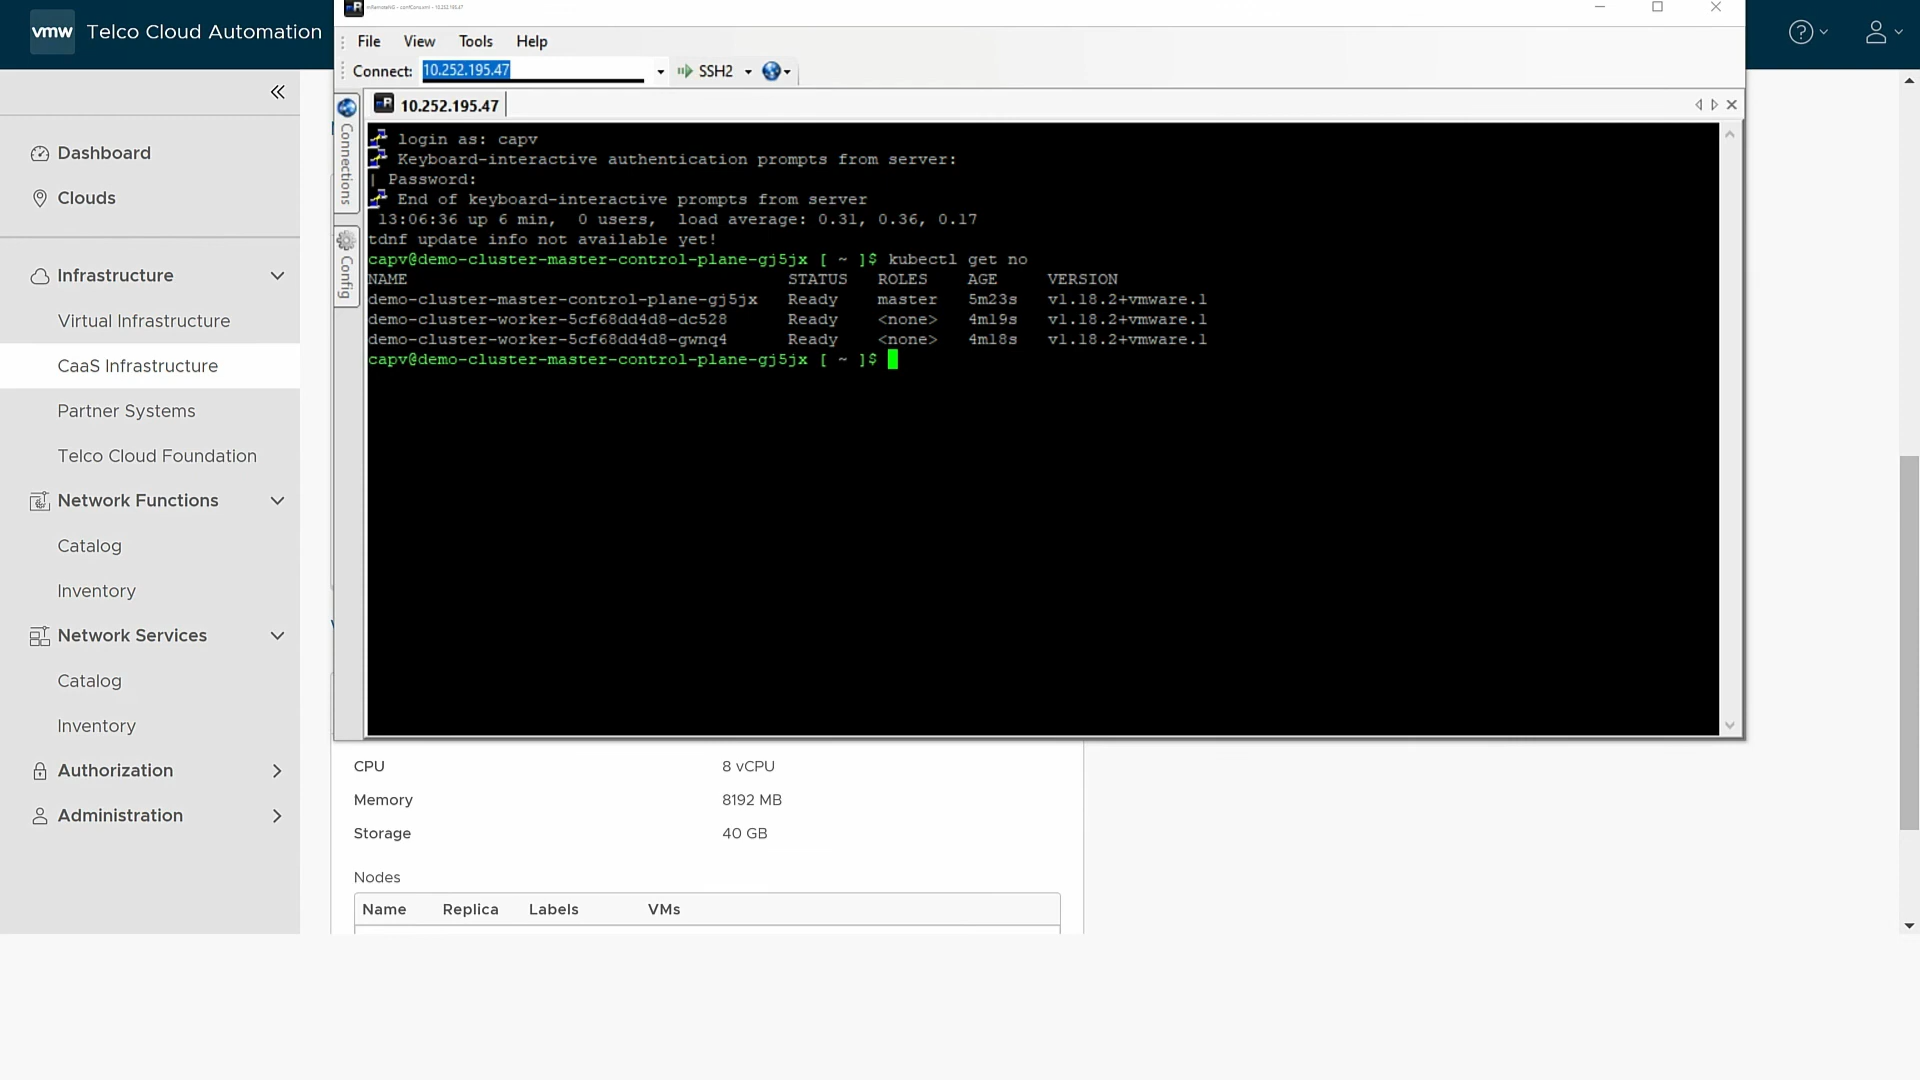 vmw Telco Cloud Automation
mRemoteNG - confCons.xml - 10.252.195.47
File View Tools Help
Connect: 10.252.195.47 SSH2
10.252.195.47
Connections
Config
Dashboard
Clouds
Infrastructure
Virtual Infrastructure
CaaS Infrastructure
Partner Systems
Telco Cloud Foundation
Network Functions
Catalog
Inventory
Network Services
Catalog
Inventory
Authorization
Administration
login as: capv
Keyboard-interactive authentication prompts from server:
| Password:
End of keyboard-interactive prompts from server
13:06:36 up 6 min, 0 users, load average: 0.31, 0.36, 0.17
tdnf update info not available yet!
capv@demo-cluster-master-control-plane-gj5jx [ ~ ]$ kubectl get no
NAME STATUS ROLES AGE VERSION
demo-cluster-master-control-plane-gj5jx Ready master 5m23s v1.18.2+vmware.1
demo-cluster-worker-5cf68dd4d8-dc528 Ready <none> 4m19s v1.18.2+vmware.1
demo-cluster-worker-5cf68dd4d8-gwnq4 Ready <none> 4m18s v1.18.2+vmware.1
capv@demo-cluster-master-control-plane-gj5jx [ ~ ]$
CPU 8 vCPU
Memory 8192 MB
Storage 40 GB
Nodes
Name Replica Labels VMs